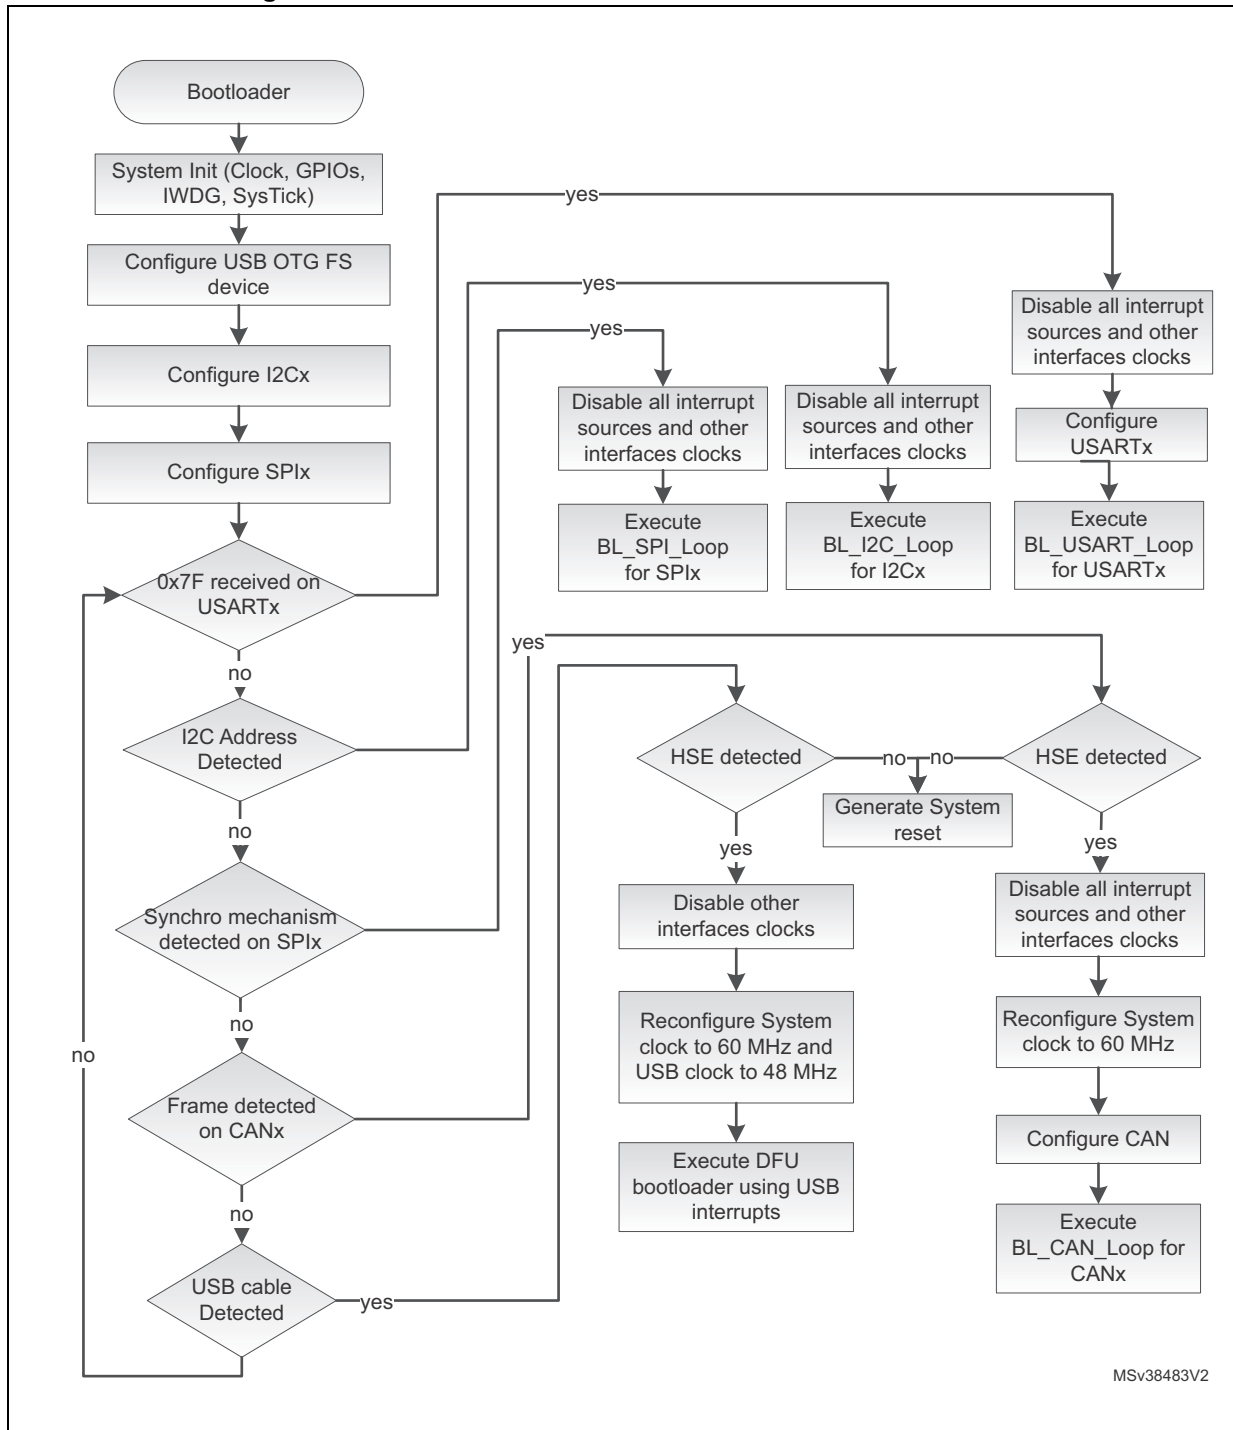 Bootloader
System Init (Clock, GPIOs,
IWDG, SysTick)
Configure USB OTG FS
device
Configure I2Cx
Configure SPIx
0x7F received on
USARTx
no
I2C Address
Detected
no
Synchro mechanism
detected on SPIx
no
Frame detected
on CANx
no
USB cable
Detected
no
yes
yes
yes
yes
yes
Disable all interrupt
sources and other
interfaces clocks
Execute
BL_SPI_Loop
for SPIx
Disable all interrupt
sources and other
interfaces clocks
Execute
BL_I2C_Loop
for I2Cx
Disable all interrupt
sources and other
interfaces clocks
Configure
USARTx
Execute
BL_USART_Loop
for USARTx
HSE detected
no
no
HSE detected
Generate System
reset
yes
Disable other
interfaces clocks
Reconfigure System
clock to 60 MHz and
USB clock to 48 MHz
Execute DFU
bootloader using USB
interrupts
yes
Disable all interrupt
sources and other
interfaces clocks
Reconfigure System
clock to 60 MHz
Configure CAN
Execute
BL_CAN_Loop for
CANx
MSv38483V2